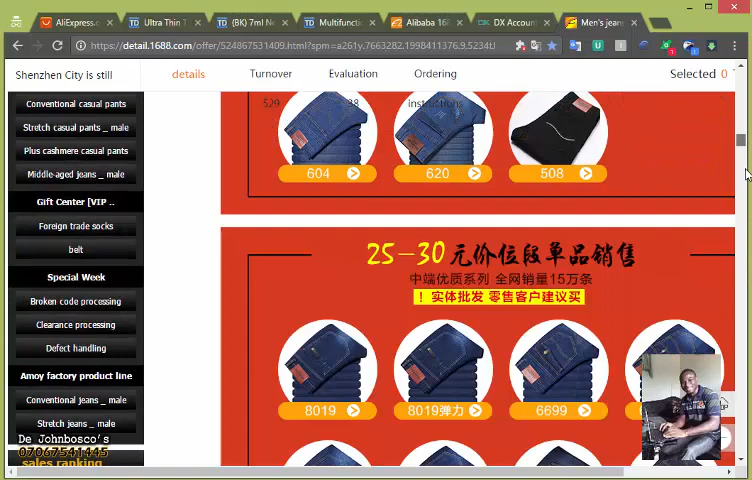 AliExpress.c
Ultra Thin T
(BK) 7ml Ne
Multifunctio
Alibaba 168
DX Accoun
Men's jeans
https://detail.1688.com/offer/524867531409.html?spm=a261y.7663282.1998411376.9.5234U
Shenzhen City is still
details
Turnover
Evaluation
Ordering
Selected 0
529
instructions
Conventional casual pants
Stretch casual pants _ male
Plus cashmere casual pants
Middle-aged jeans _ male
Gift Center [VIP ..
Foreign trade socks
belt
Special Week
Broken code processing
Clearance processing
Defect handling
Amoy factory product line
Conventional jeans _ male
Stretch jeans _ male
sales ranking
604
620
508
25-30元价位段单品销售
中端优质系列 全网销量15万条
！实体批发 零售客户建议买
8019
8019弹力
6699
De Johnbosco's
07067541445